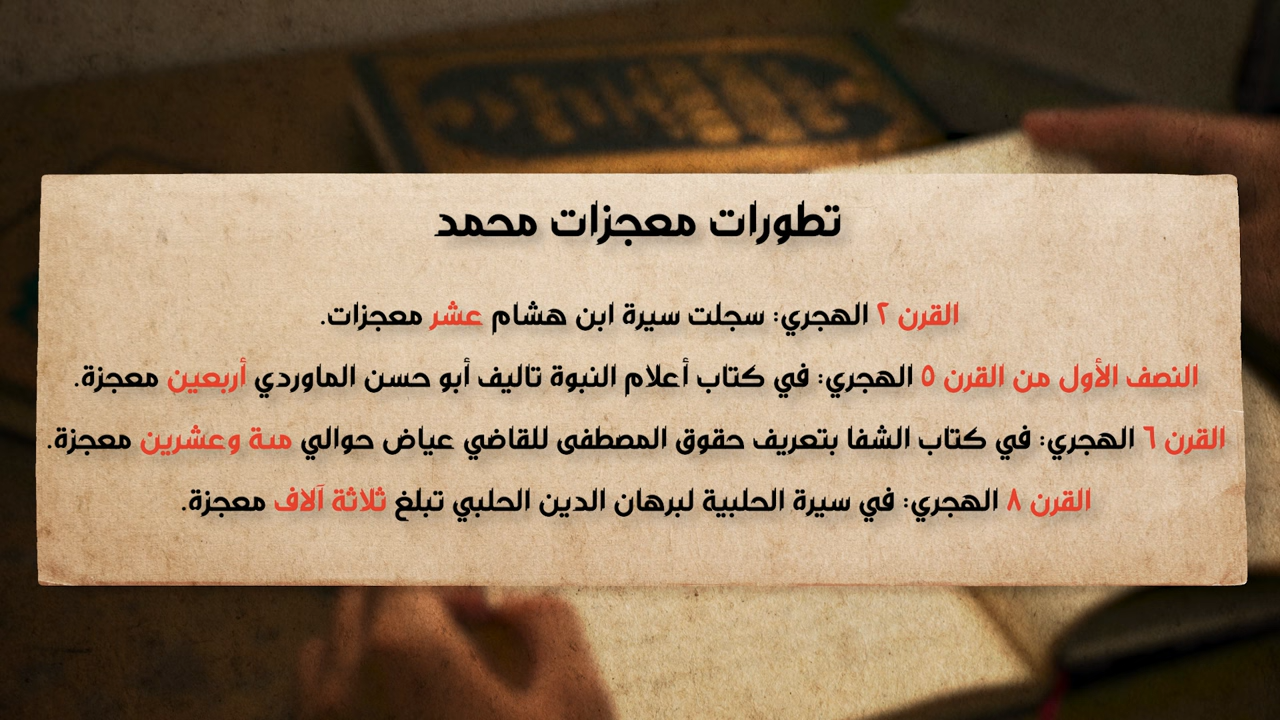 تطورات معجزات محمد
القرن ٢ الهجري: سجلت سيرة ابن هشام عشر معجزات.
النصف الأول من القرن ٥ الهجري: في كتاب أعلام النبوة تاليف أبو حسن الماوردي أربعين معجزة.
القرن ٦ الهجري: في كتاب الشفا بتعريف حقوق المصطفى للقاضي عياض حوالي مىة وعشرين معجزة.
القرن ٨ الهجري: في سيرة الحلبية لبرهان الدين الحلبي تبلغ ثلاثة آلاف معجزة.